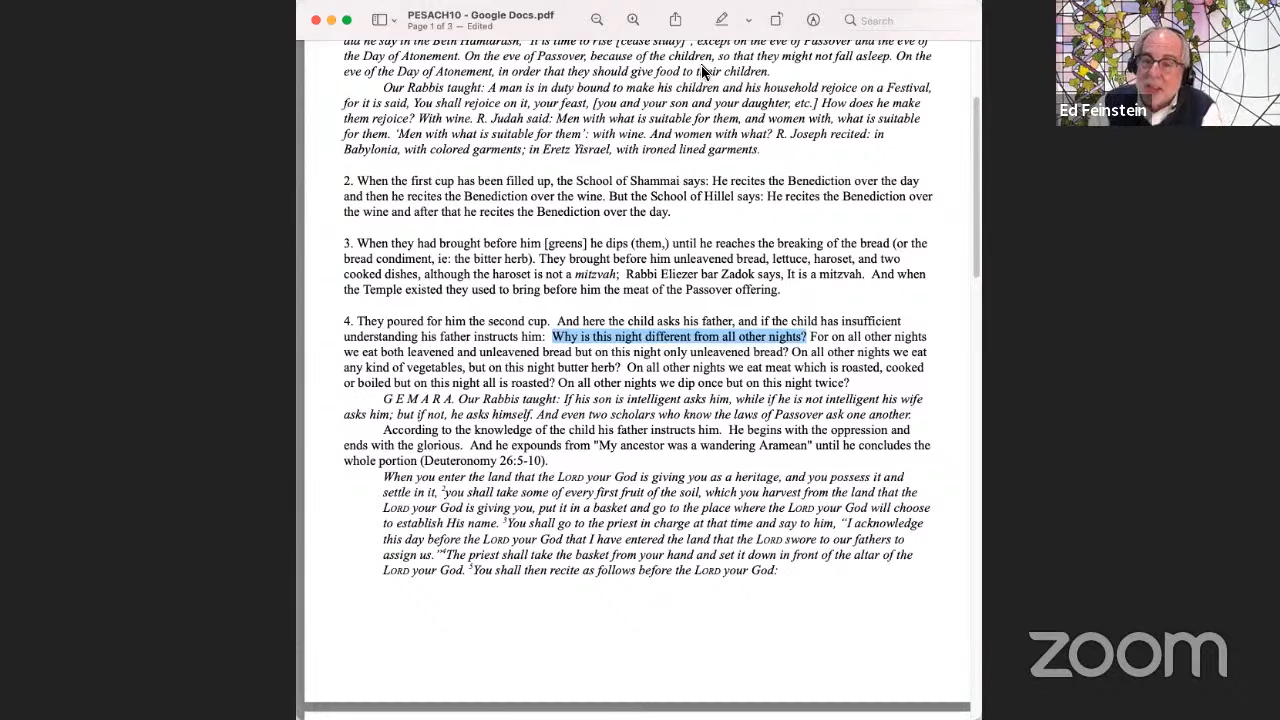 PESACH10 - Google Docs.pdf
Page 1 of 3 — Edited
Search
did he say in the Beth Hamidrash, 'It is time to rise [cease study]', except on the eve of Passover and the eve of
the Day of Atonement. On the eve of Passover, because of the children, so that they might not fall asleep. On the
eve of the Day of Atonement, in order that they should give food to their children.
Our Rabbis taught: A man is in duty bound to make his children and his household rejoice on a Festival,
for it is said, You shall rejoice on it, your feast, [you and your son and your daughter, etc.] How does he make
them rejoice? With wine. R. Judah said: Men with what is suitable for them, and women with, what is suitable
for them. 'Men with what is suitable for them': with wine. And women with what? R. Joseph recited: in
Babylonia, with colored garments; in Eretz Yisrael, with ironed lined garments.
2. When the first cup has been filled up, the School of Shammai says: He recites the Benediction over the day
and then he recites the Benediction over the wine. But the School of Hillel says: He recites the Benediction over
the wine and after that he recites the Benediction over the day.
3. When they had brought before him [greens] he dips (them,) until he reaches the breaking of the bread (or the
bread condiment, ie: the bitter herb). They brought before him unleavened bread, lettuce, haroset, and two
cooked dishes, although the haroset is not a mitzvah; Rabbi Eliezer bar Zadok says, It is a mitzvah. And when
the Temple existed they used to bring before him the meat of the Passover offering.
4. They poured for him the second cup. And here the child asks his father, and if the child has insufficient
understanding his father instructs him: Why is this night different from all other nights? For on all other nights
we eat both leavened and unleavened bread but on this night only unleavened bread? On all other nights we eat
any kind of vegetables, but on this night butter herb? On all other nights we eat meat which is roasted, cooked
or boiled but on this night all is roasted? On all other nights we dip once but on this night twice?
G E M A R A. Our Rabbis taught: If his son is intelligent asks him, while if he is not intelligent his wife
asks him; but if not, he asks himself. And even two scholars who know the laws of Passover ask one another.
According to the knowledge of the child his father instructs him. He begins with the oppression and
ends with the glorious. And he expounds from "My ancestor was a wandering Aramean" until he concludes the
whole portion (Deuteronomy 26:5-10).
When you enter the land that the LORD your God is giving you as a heritage, and you possess it and
settle in it, ²you shall take some of every first fruit of the soil, which you harvest from the land that the
LORD your God is giving you, put it in a basket and go to the place where the LORD your God will choose
to establish His name. ³You shall go to the priest in charge at that time and say to him, “I acknowledge
this day before the LORD your God that I have entered the land that the LORD swore to our fathers to
assign us.”⁴The priest shall take the basket from your hand and set it down in front of the altar of the
LORD your God. ⁵You shall then recite as follows before the LORD your God:
Ed Feinstein
zoom